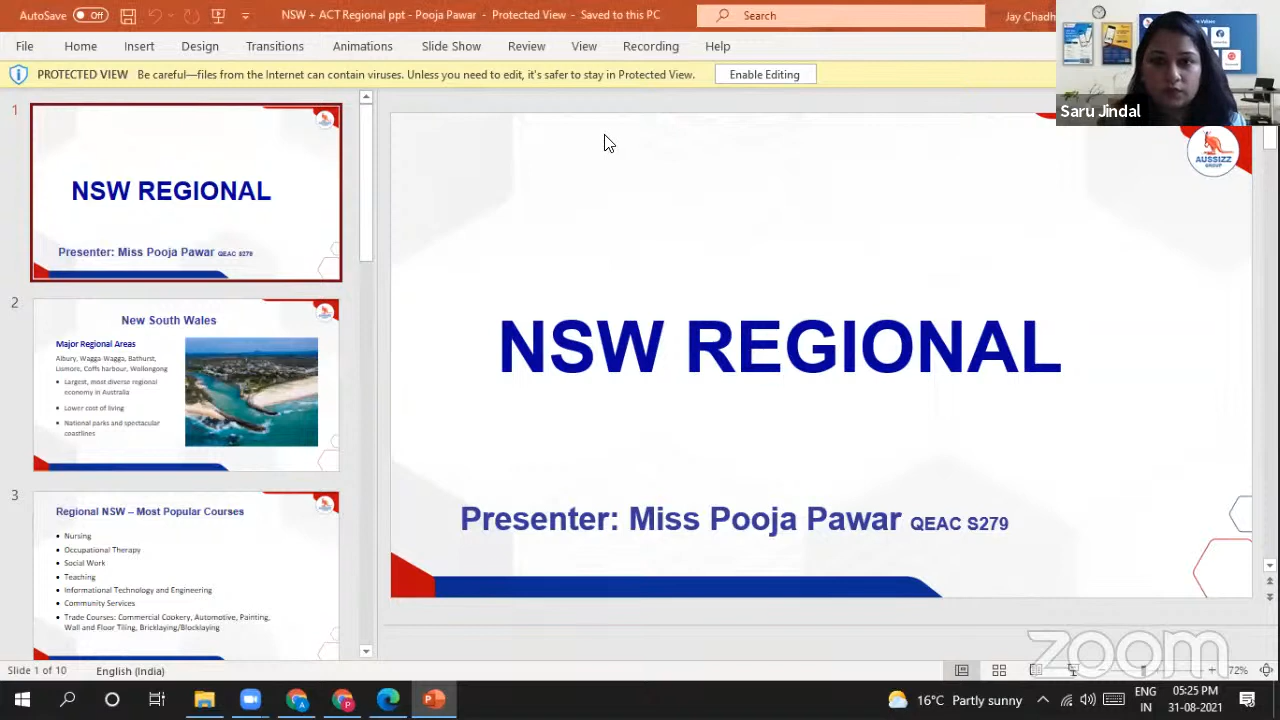 AutoSave
Off
NSW + ACT Regional ppt - Pooja Pawar - Protected View • Saved to this PC
Search
Jay Chadh
File
Home
Insert
Design
Transitions
Animations
Slide Show
Review
View
Recording
Help
PROTECTED VIEW
Be careful—files from the Internet can contain viruses. Unless you need to edit, it's safer to stay in Protected View.
Enable Editing
Saru Jindal
1
NSW REGIONAL
Presenter: Miss Pooja Pawar QEAC S279
2
New South Wales
Major Regional Areas
Albury, Wagga-Wagga, Bathurst,
Lismore, Coffs harbour, Wollongong
• Largest, most diverse regional
economy in Australia
• Lower cost of living
• National parks and spectacular
coastlines
3
Regional NSW – Most Popular Courses
• Nursing
• Occupational Therapy
• Social Work
• Teaching
• Informational Technology and Engineering
• Community Services
• Trade Courses: Commercial Cookery, Automotive, Painting,
Wall and Floor Tiling, Bricklaying/Blocklaying
AUSSIZZ
GROUP
NSW REGIONAL
Presenter: Miss Pooja Pawar QEAC S279
zoom
Slide 1 of 10
English (India)
72%
16°C Partly sunny
ENG
IN
05:25 PM
31-08-2021